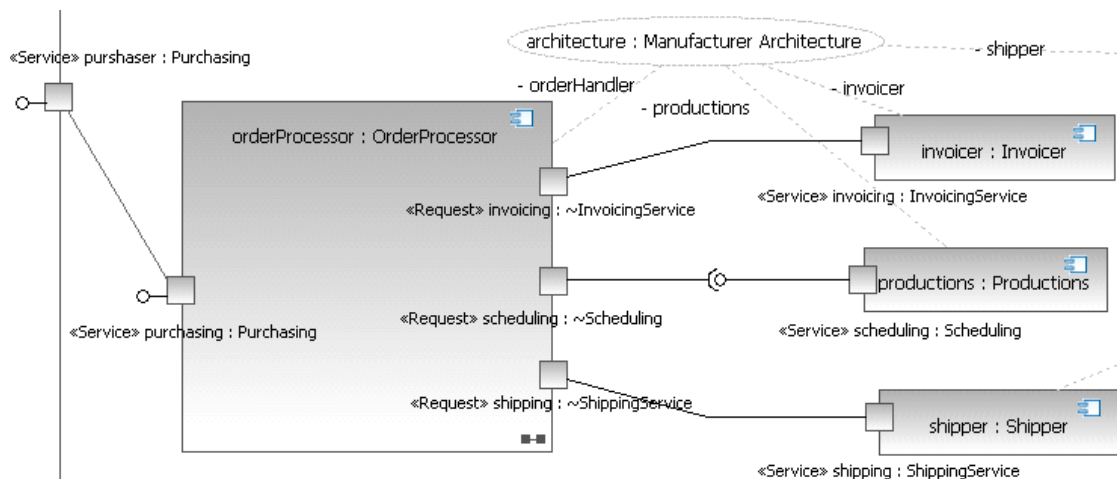 architecture : Manufacturer Architecture
- shipper
«Service» purshaser : Purchasing
- orderHandler
- invoicer
- productions
orderProcessor : OrderProcessor
invoicer : Invoicer
«Service» invoicing : InvoicingService
«Request» invoicing : ~InvoicingService
productions : Productions
«Request» scheduling : ~Scheduling
«Service» scheduling : Scheduling
«Service» purchasing : Purchasing
«Request» shipping : ~ShippingService
shipper : Shipper
«Service» shipping : ShippingService